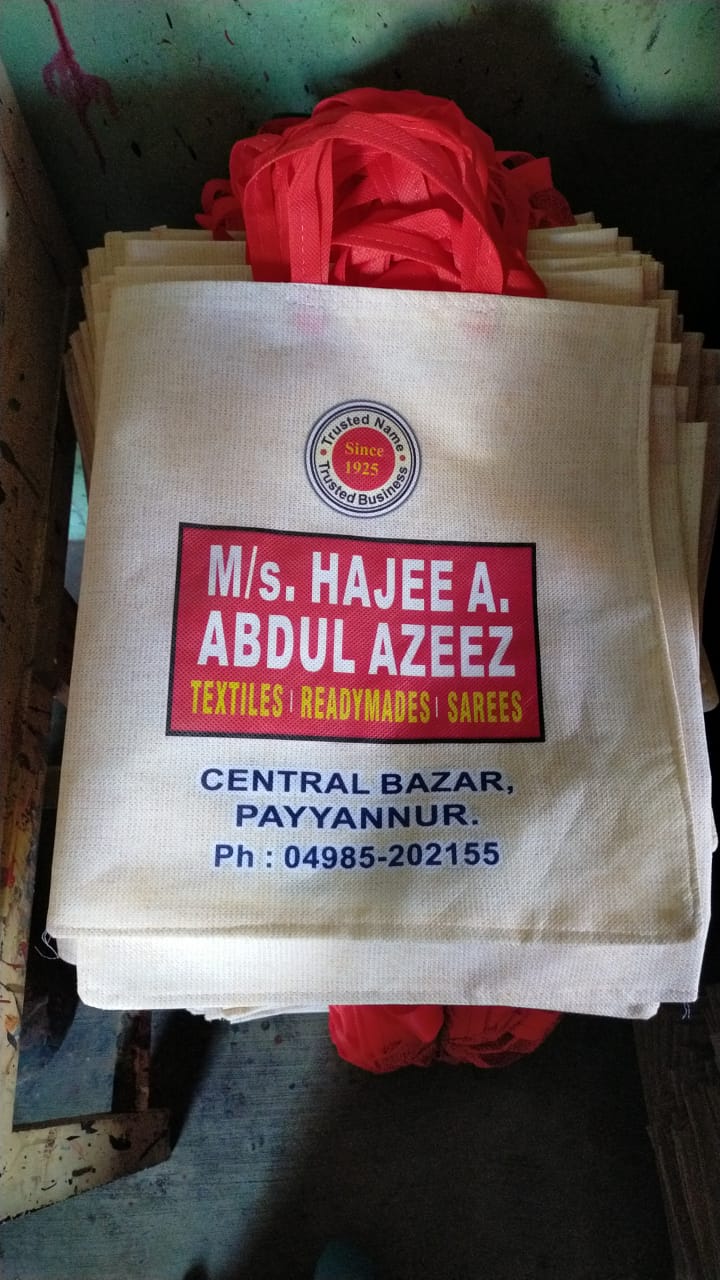 Trusted Name
Since
1925
Trusted Business
M/s. HAJEE A.
ABDUL AZEEZ
TEXTILES | READYMADES | SAREES
CENTRAL BAZAR,
PAYYANNUR.
Ph : 04985-202155